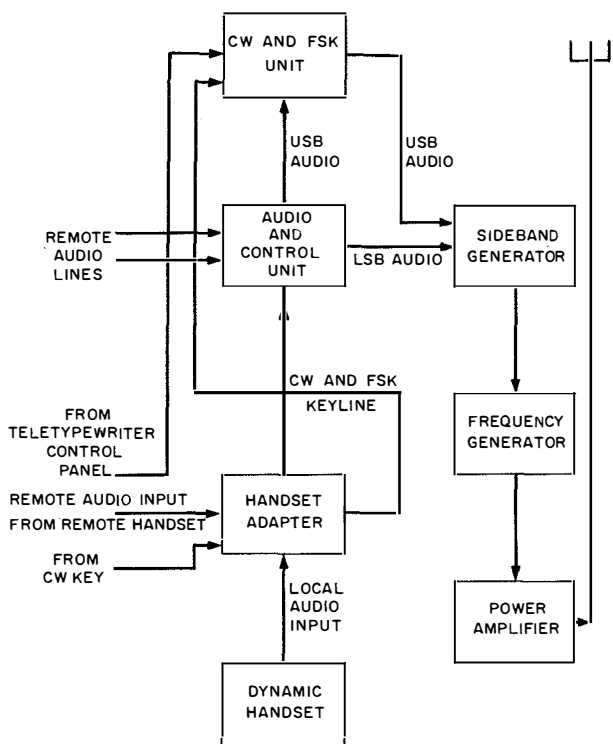 CW AND FSK
UNIT
USB
AUDIO
USB
AUDIO
REMOTE
AUDIO
LINES
AUDIO
AND
CONTROL
UNIT
LSB AUDIO
SIDEBAND
GENERATOR
CW AND FSK
KEYLINE
FROM
TELETYPEWRITER
CONTROL
PANEL
FREQUENCY
GENERATOR
REMOTE AUDIO INPUT
FROM REMOTE HANDSET
HANDSET
ADAPTER
FROM
CW KEY
LOCAL
AUDIO
INPUT
POWER
AMPLIFIER
DYNAMIC
HANDSET